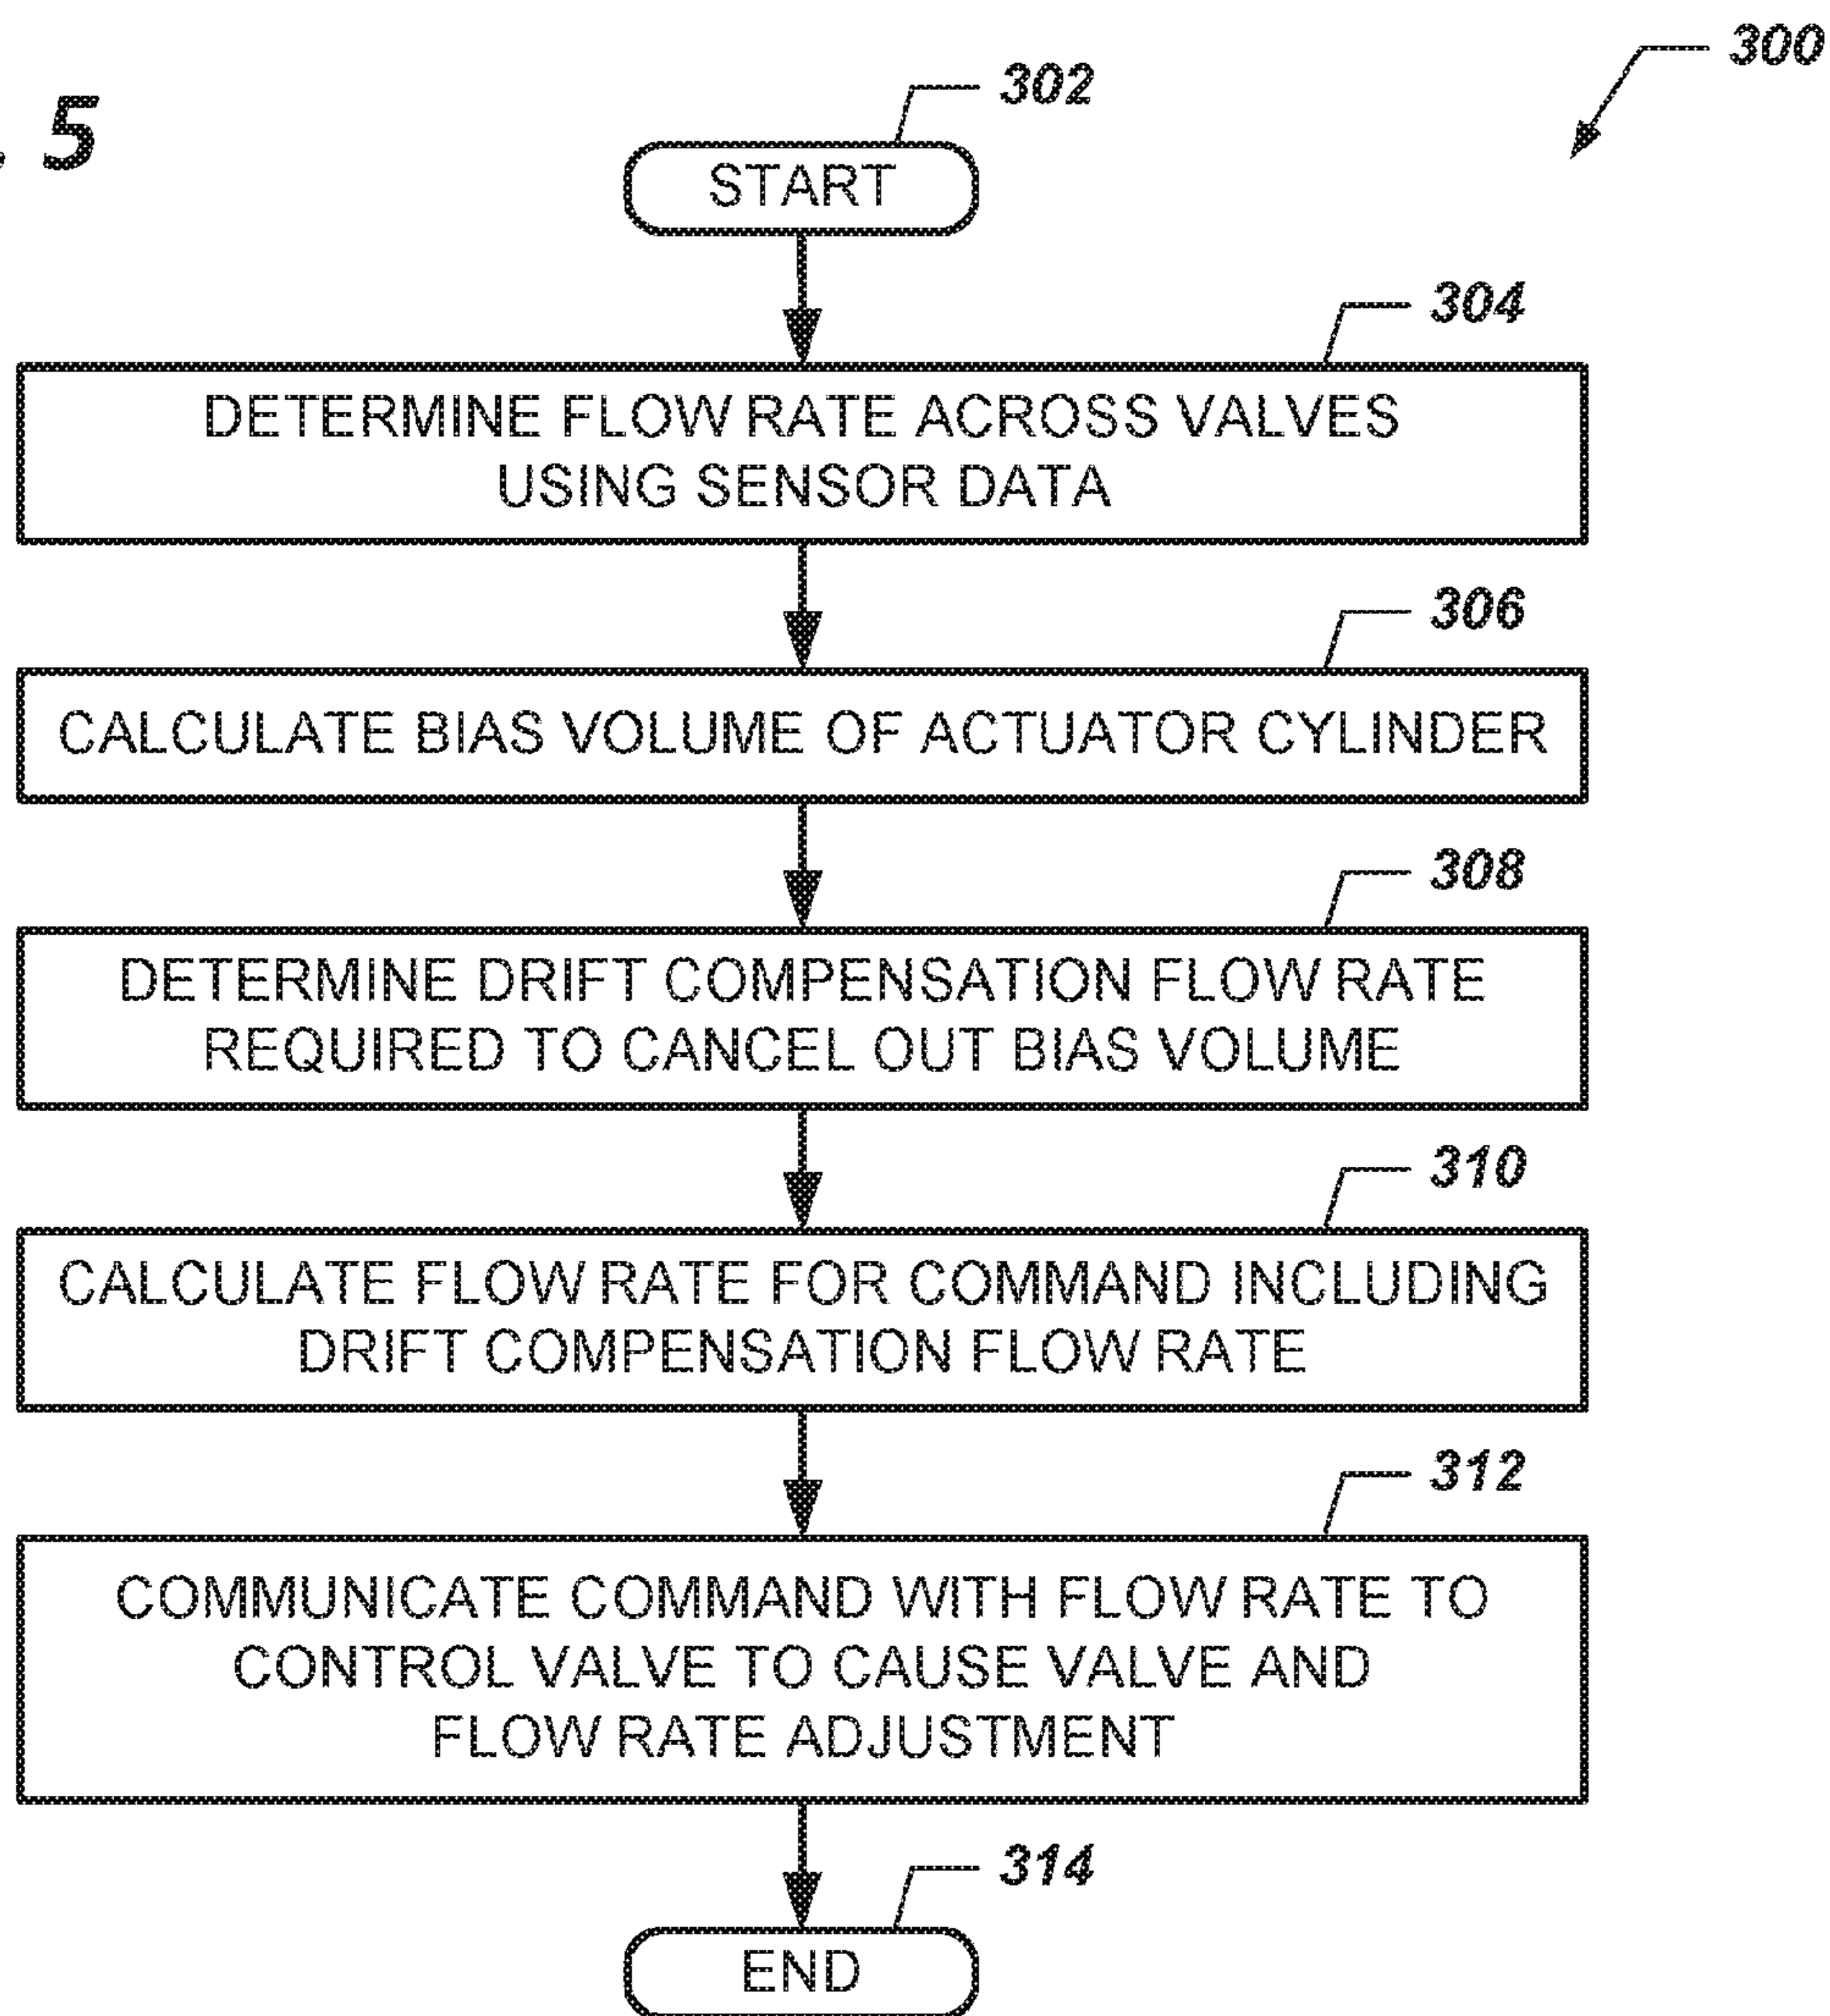 5
300
302
START
304
DETERMINE FLOW RATE ACROSS VALVES
USING SENSOR DATA
306
CALCULATE BIAS VOLUME OF ACTUATOR CYLINDER
308
DETERMINE DRIFT COMPENSATION FLOW RATE
REQUIRED TO CANCEL OUT BIAS VOLUME
310
CALCULATE FLOW RATE FOR COMMAND INCLUDING
DRIFT COMPENSATION FLOW RATE
312
COMMUNICATE COMMAND WITH FLOW RATE TO
CONTROL VALVE TO CAUSE VALVE AND
FLOW RATE ADJUSTMENT
314
END